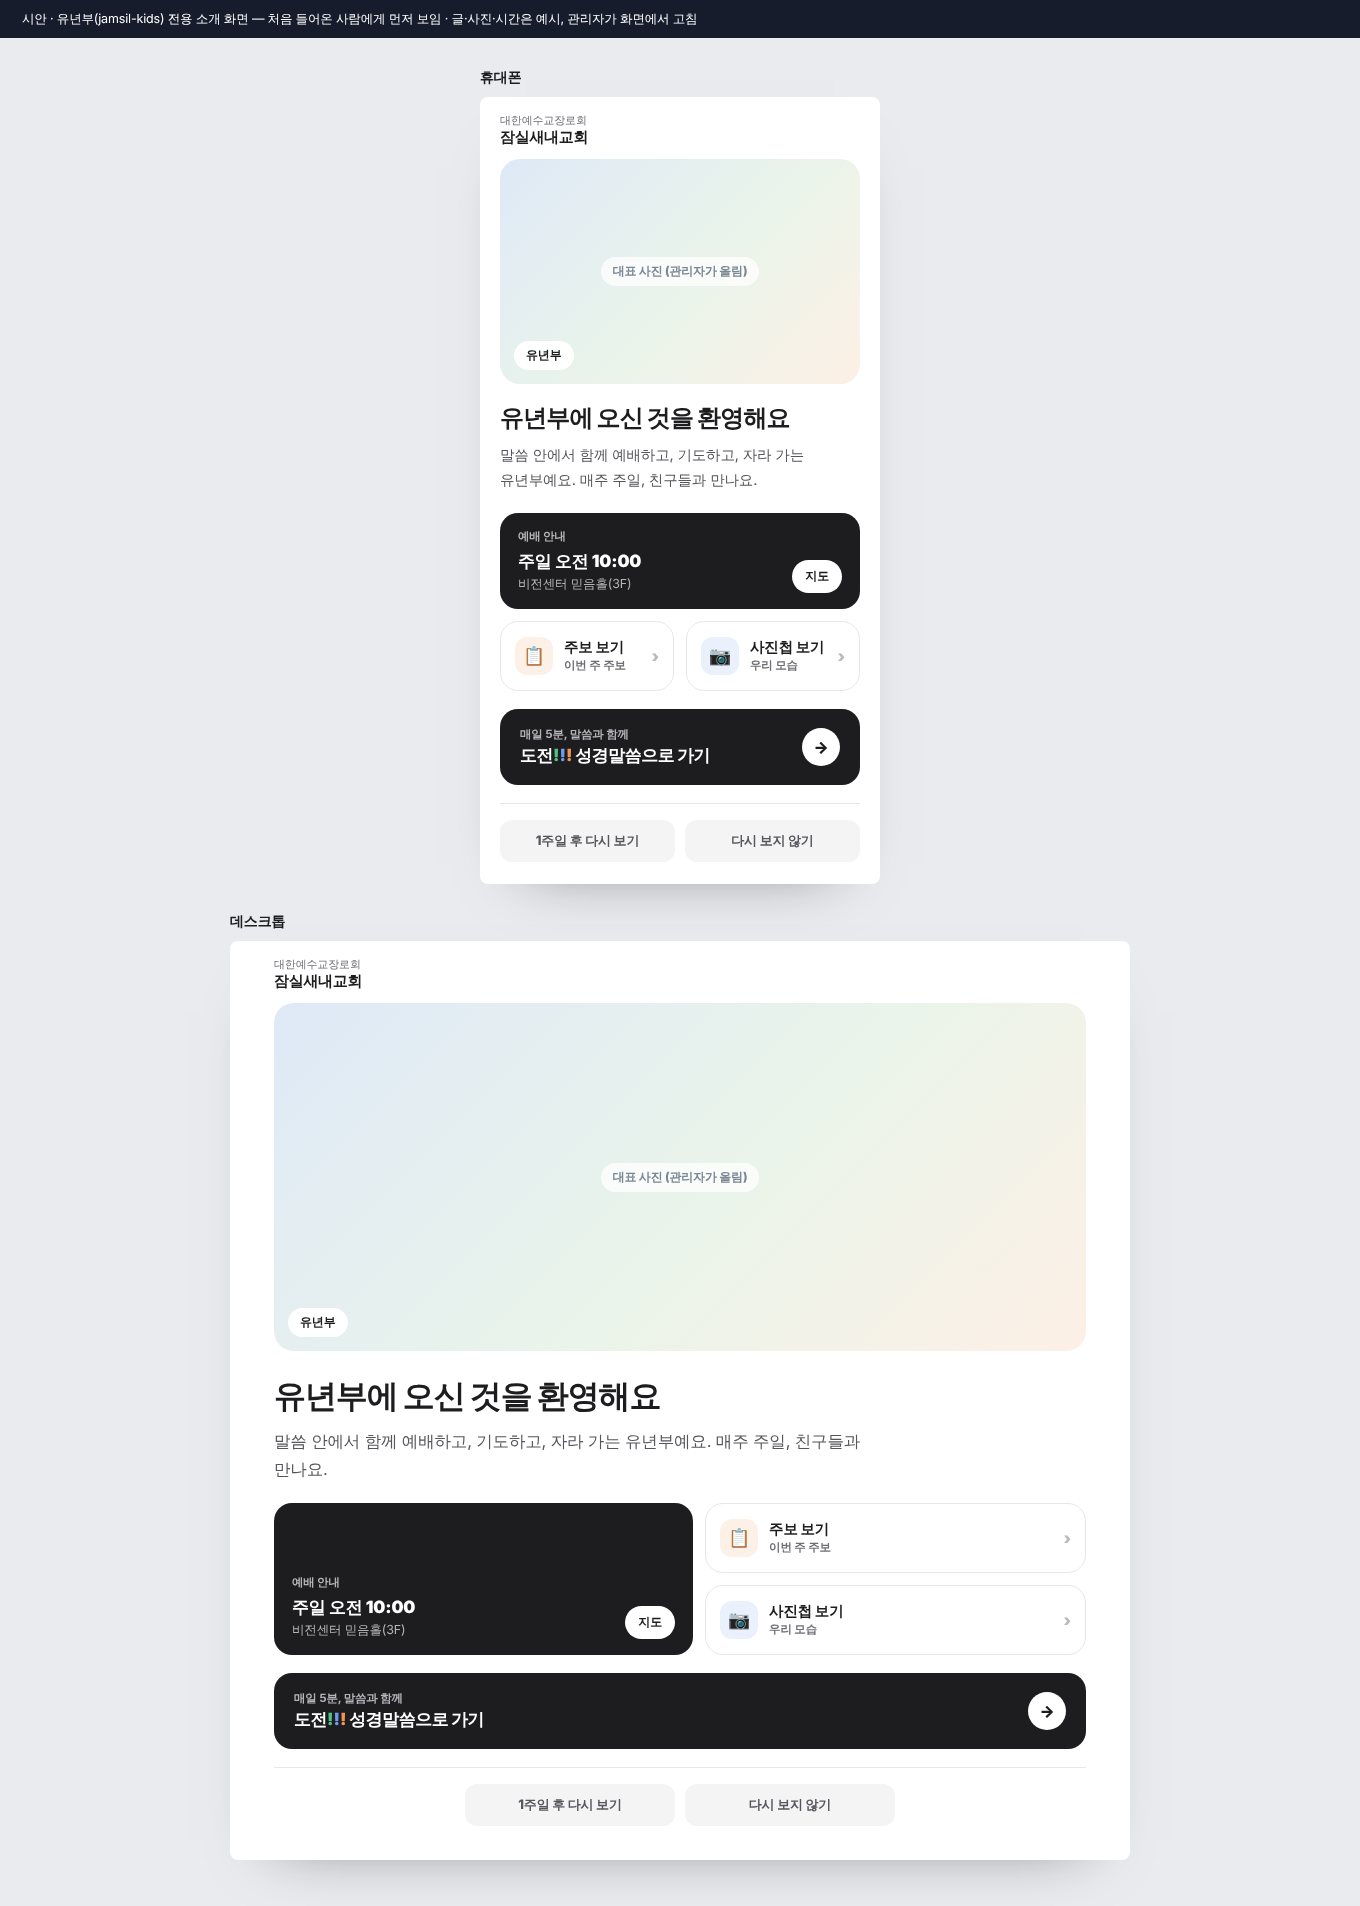 시안 · 유년부(jamsil-kids) 전용 소개 화면 — 처음 들어온 사람에게 먼저 보임 · 글·사진·시간은 예시, 관리자가 화면에서 고침
휴대폰
대한예수교장로회
잠실새내교회
대표 사진 (관리자가 올림)
유년부
유년부에 오신 것을 환영해요
말씀 안에서 함께 예배하고, 기도하고, 자라 가는
유년부예요. 매주 주일, 친구들과 만나요.
예배 안내
주일 오전 10:00
비전센터 믿음홀(3F)
지도
주보 보기
이번 주 주보
›
사진첩 보기
우리 모습
›
매일 5분, 말씀과 함께
도전!!! 성경말씀으로 가기
→
1주일 후 다시 보기
다시 보지 않기
데스크톱
대한예수교장로회
잠실새내교회
대표 사진 (관리자가 올림)
유년부
유년부에 오신 것을 환영해요
말씀 안에서 함께 예배하고, 기도하고, 자라 가는 유년부예요. 매주 주일, 친구들과
만나요.
예배 안내
주일 오전 10:00
비전센터 믿음홀(3F)
지도
주보 보기
이번 주 주보
›
사진첩 보기
우리 모습
›
매일 5분, 말씀과 함께
도전!!! 성경말씀으로 가기
→
1주일 후 다시 보기
다시 보지 않기